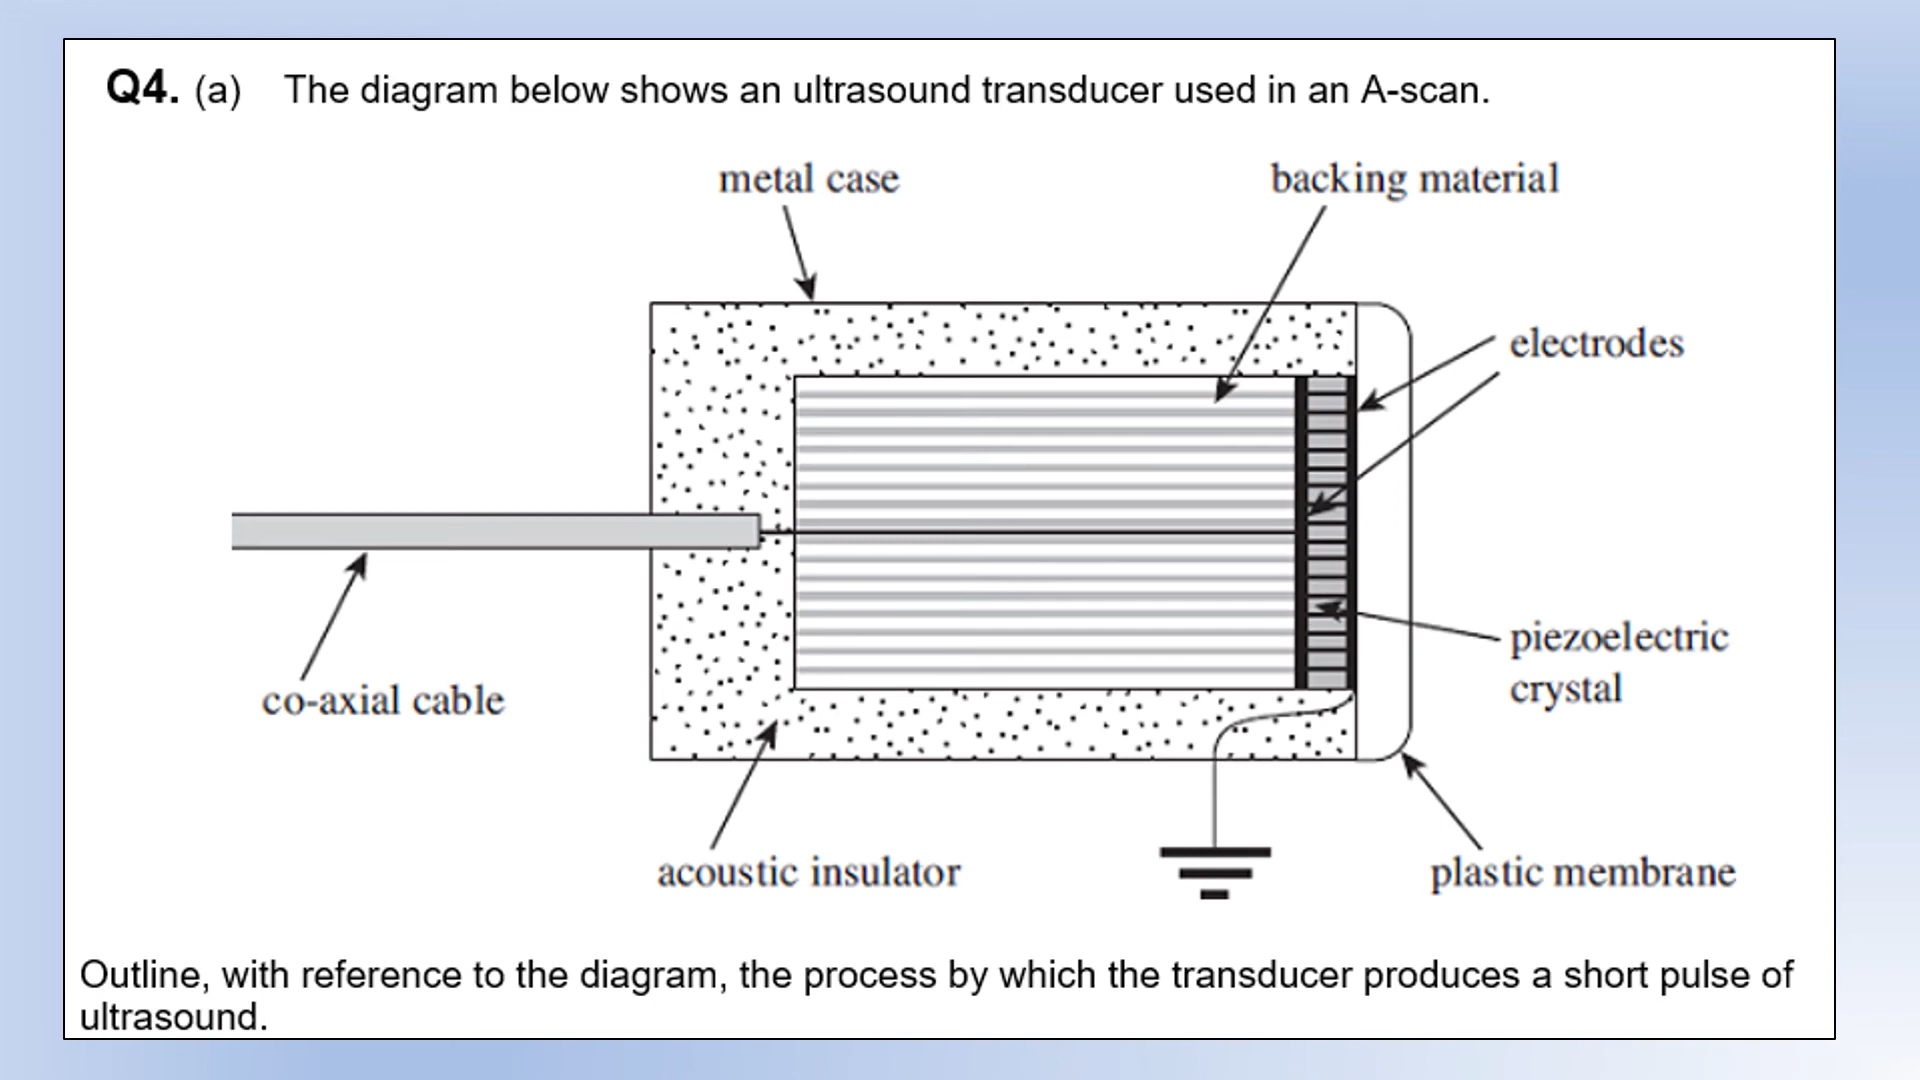 Q4. (a) The diagram below shows an ultrasound transducer used in an A-scan.
metal case
backing material
electrodes
piezoelectric
crystal
co-axial cable
acoustic insulator
plastic membrane
Outline, with reference to the diagram, the process by which the transducer produces a short pulse of
ultrasound.